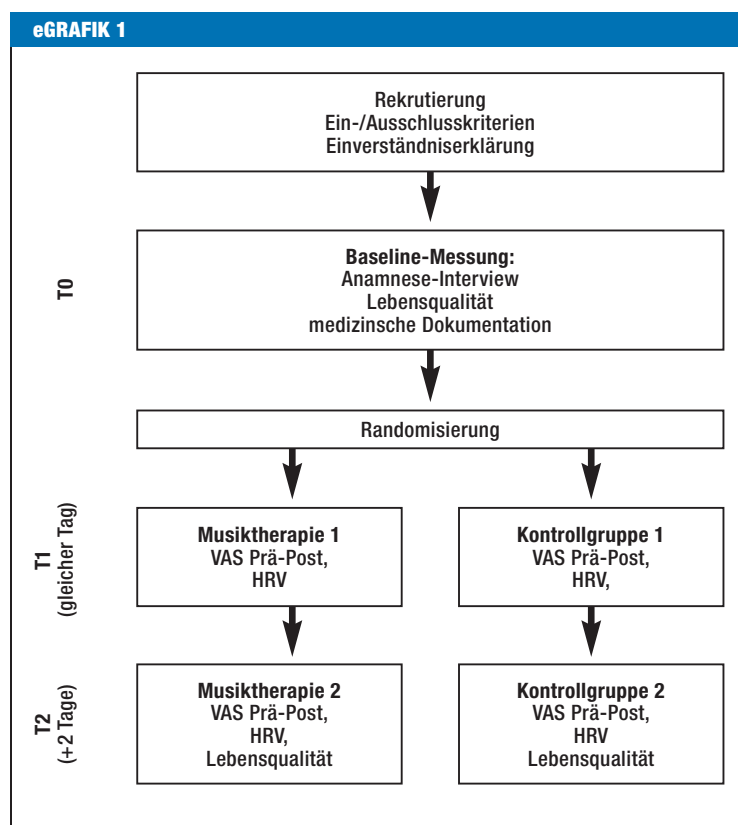 eGRAFIK 1
Rekrutierung
Ein-/Ausschlusskriterien
Einverständniserklärung
T0
Baseline-Messung:
Anamnese-Interview
Lebensqualität
medizinsche Dokumentation
Randomisierung
T1
(gleicher Tag)
Musiktherapie 1
VAS Prä-Post,
HRV
Kontrollgruppe 1
VAS Prä-Post,
HRV,
T2
(+2 Tage)
Musiktherapie 2
VAS Prä-Post,
HRV,
Lebensqualität
Kontrollgruppe 2
VAS Prä-Post,
HRV
Lebensqualität